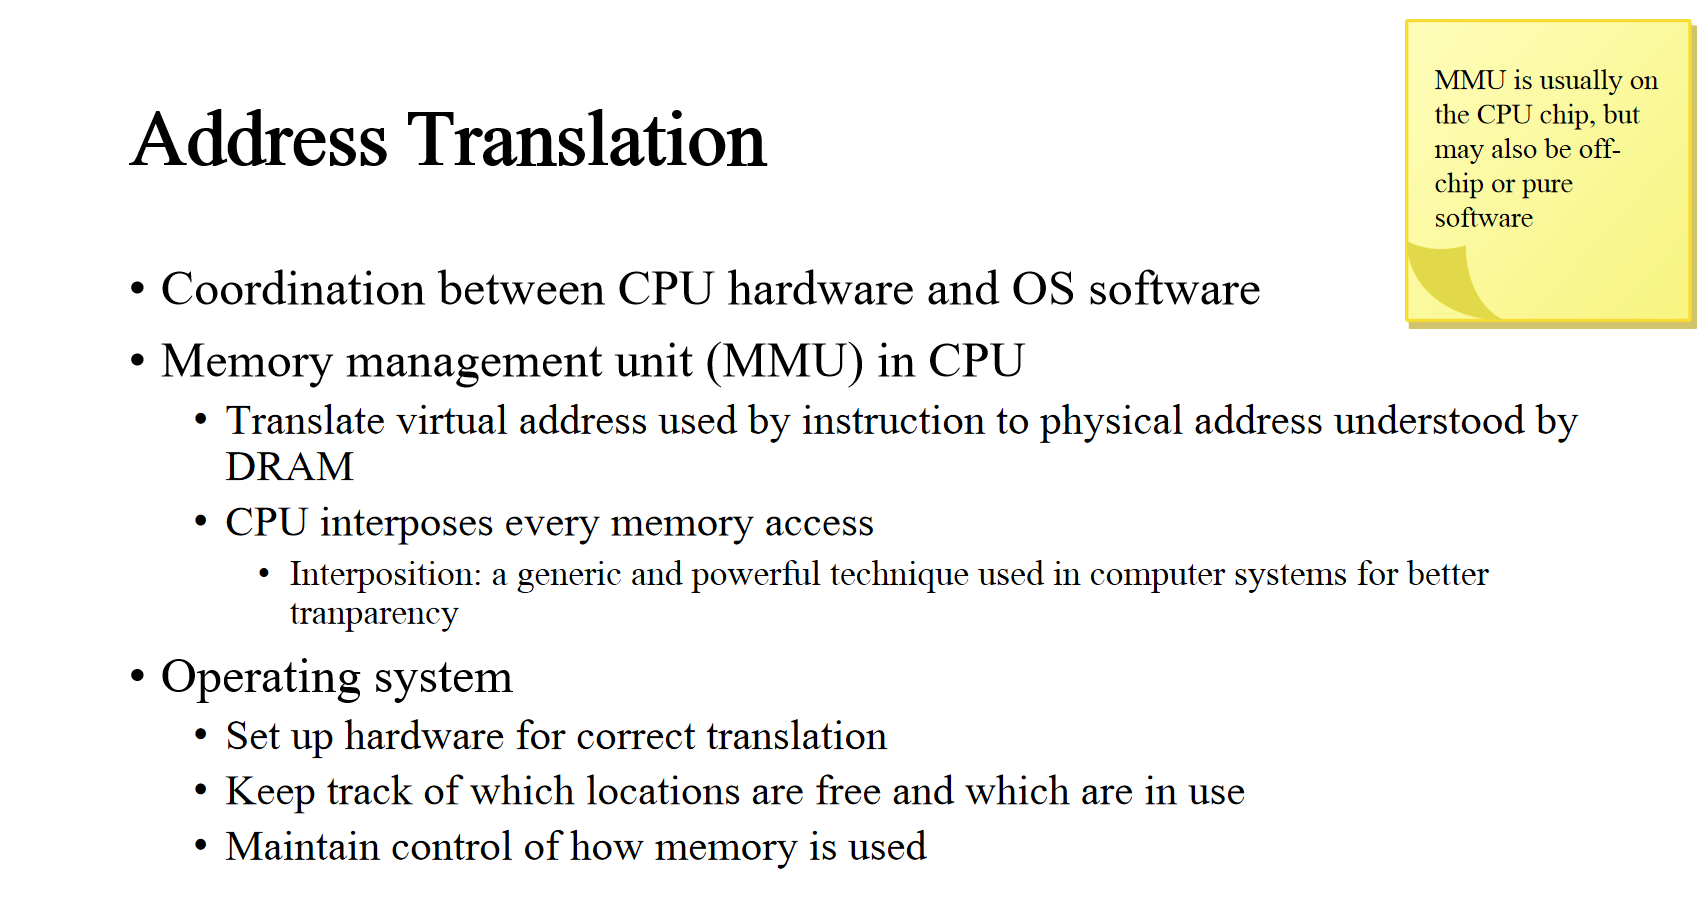 Address Translation
MMU is usually on
the CPU chip, but
may also be off-
chip or pure
software
• Coordination between CPU hardware and OS software
• Memory management unit (MMU) in CPU
• Translate virtual address used by instruction to physical address understood by
DRAM
• CPU interposes every memory access
• Interposition: a generic and powerful technique used in computer systems for better
tranparency
• Operating system
• Set up hardware for correct translation
• Keep track of which locations are free and which are in use
• Maintain control of how memory is used